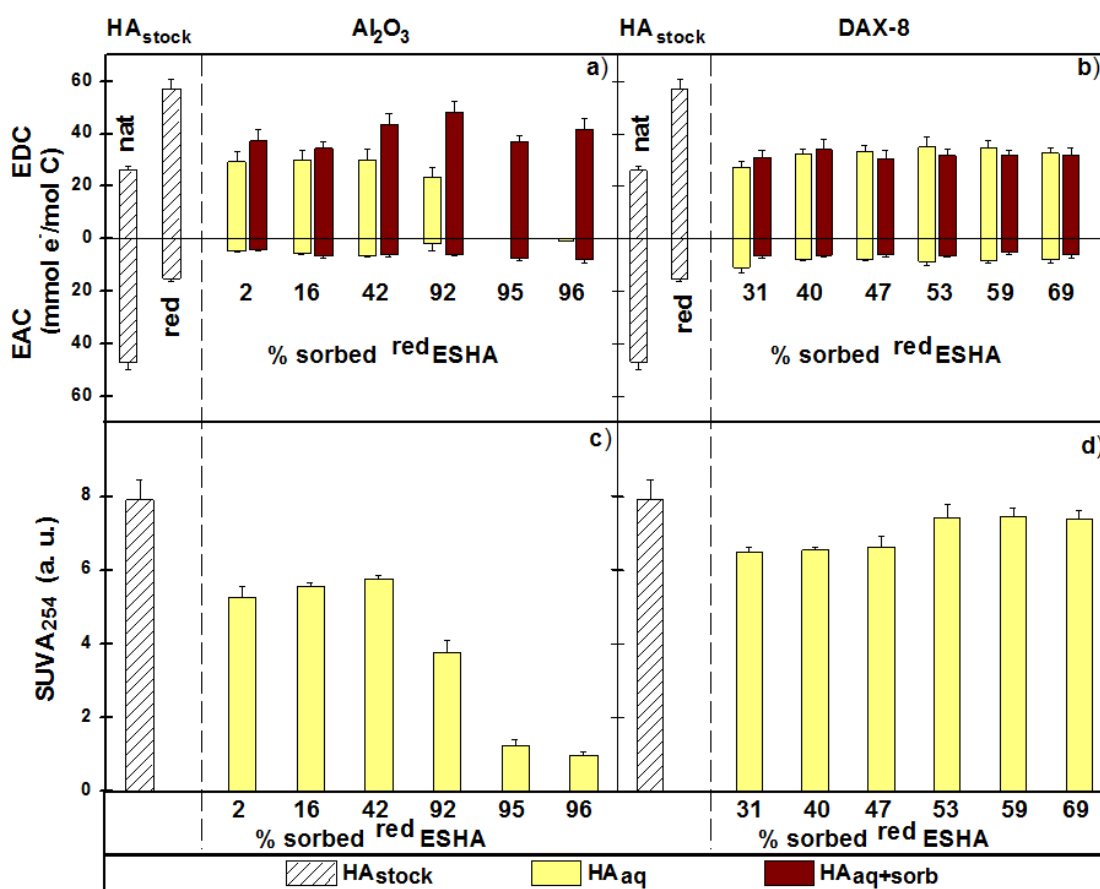 HAstock Al2O3 HAstock DAX-8
a) b)
EDC
EAC
(mmol e-/mol C)
60
40
20
0
20
40
60
nat
red
nat
red
2 16 42 92 95 96
% sorbed redESHA
31 40 47 53 59 69
% sorbed redESHA
c) d)
SUVA254 (a. u.)
8
6
4
2
0
2 16 42 92 95 96
% sorbed redESHA
31 40 47 53 59 69
% sorbed redESHA
HAstock HAaq HAaq+sorb